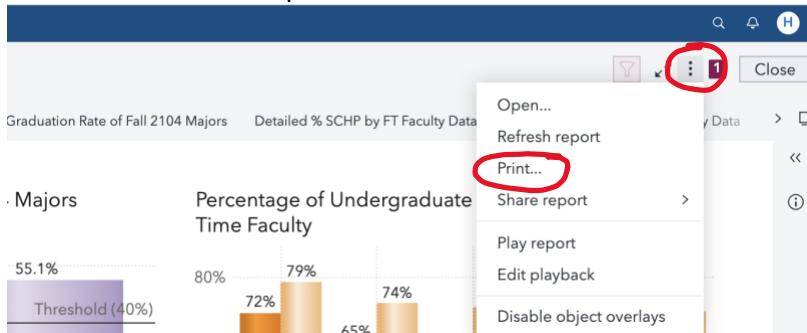 H
1
Close
Graduation Rate of Fall 2104 Majors Detailed % SCHP by FT Faculty Data y Data
Open...
Refresh report
Print...
Share report
Play report
Edit playback
Disable object overlays
Majors
Percentage of Undergraduate
Time Faculty
55.1%
Threshold (40%)
80%
79%
72%
74%
65%